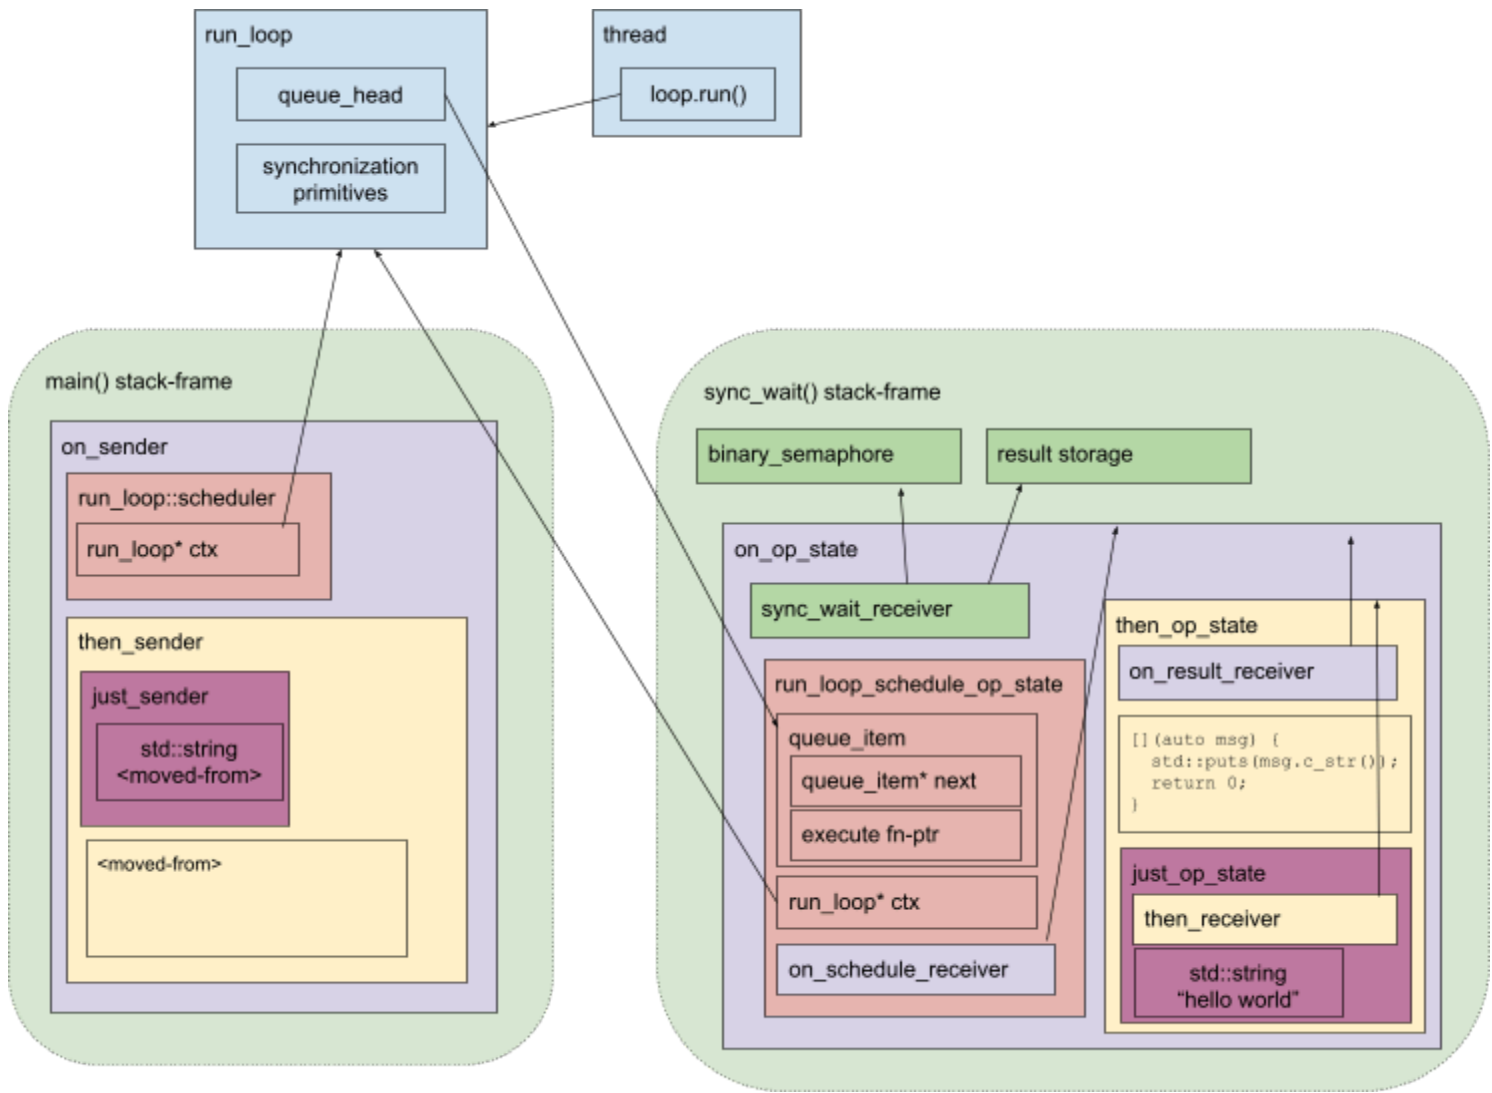 run_loop
queue_head
synchronization
primitives
thread
loop.run()
main() stack-frame
on_sender
run_loop::scheduler
run_loop* ctx
then_sender
just_sender
std::string
<moved-from>
<moved-from>
sync_wait() stack-frame
binary_semaphore
result storage
on_op_state
sync_wait_receiver
run_loop_schedule_op_state
queue_item
queue_item* next
execute fn-ptr
run_loop* ctx
on_schedule_receiver
then_op_state
on_result_receiver
[](auto msg) {
std::puts(msg.c_str());
return 0;
}
just_op_state
then_receiver
std::string
“hello world”